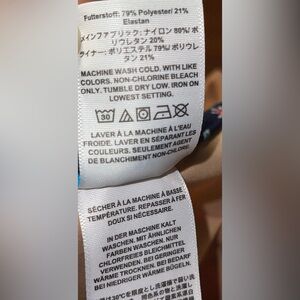 Futterstoff: 79% Polyester/ 21%
Elastan
メインファブリック: ナイロン 80%/ ポ
リウレタン 20%
ライナー: ポリエステル 79%/ ポリウレ
タン 21%
MACHINE WASH COLD. WITH LIKE
COLORS. NON-CHLORINE BLEACH
ONLY. TUMBLE DRY LOW. IRON ON
LOWEST SETTING.
30
LAVER À LA MACHINE À L'EAU
FROIDE. LAVER EN SÉPARANT LES
COULEURS. SEULEMENT AGENT
DE BLANCHIMENT NON-CHLORE.
SÉCHER À LA MACHINE À BASSE
TEMPÉRATURE. REPASSER À FER
DOUX SI NÉCESSAIRE.
IN DER MASCHINE KALT
WASCHEN. MIT ÄHNLICHEN
FARBEN WASCHEN. NUR
CHLORFREIES BLEICHMITTEL
VERWENDEN. BEI GERINGER
WÄRME TROCKNEN. BEI BEDARF
BEI NIEDRIGER WÄRME BÜGELN.